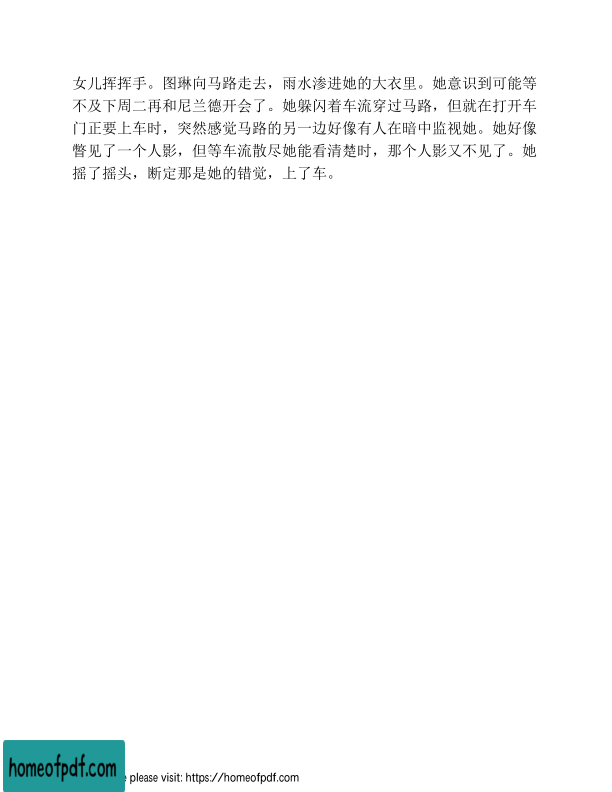 女儿挥挥手。图琳向马路走去，雨水渗进她的大衣里。她意识到可能等
不及下周二再和尼兰德开会了。她躲闪着车流穿过马路，但就在打开车
门正要上车时，突然感觉马路的另一边好像有人在暗中监视她。她好像
瞥见了一个人影，但等车流散尽她能看清楚时，那个人影又不见了。她
摇了摇头，断定那是她的错觉，上了车。
homeofpdf.com
e please visit: https://homeofpdf.com